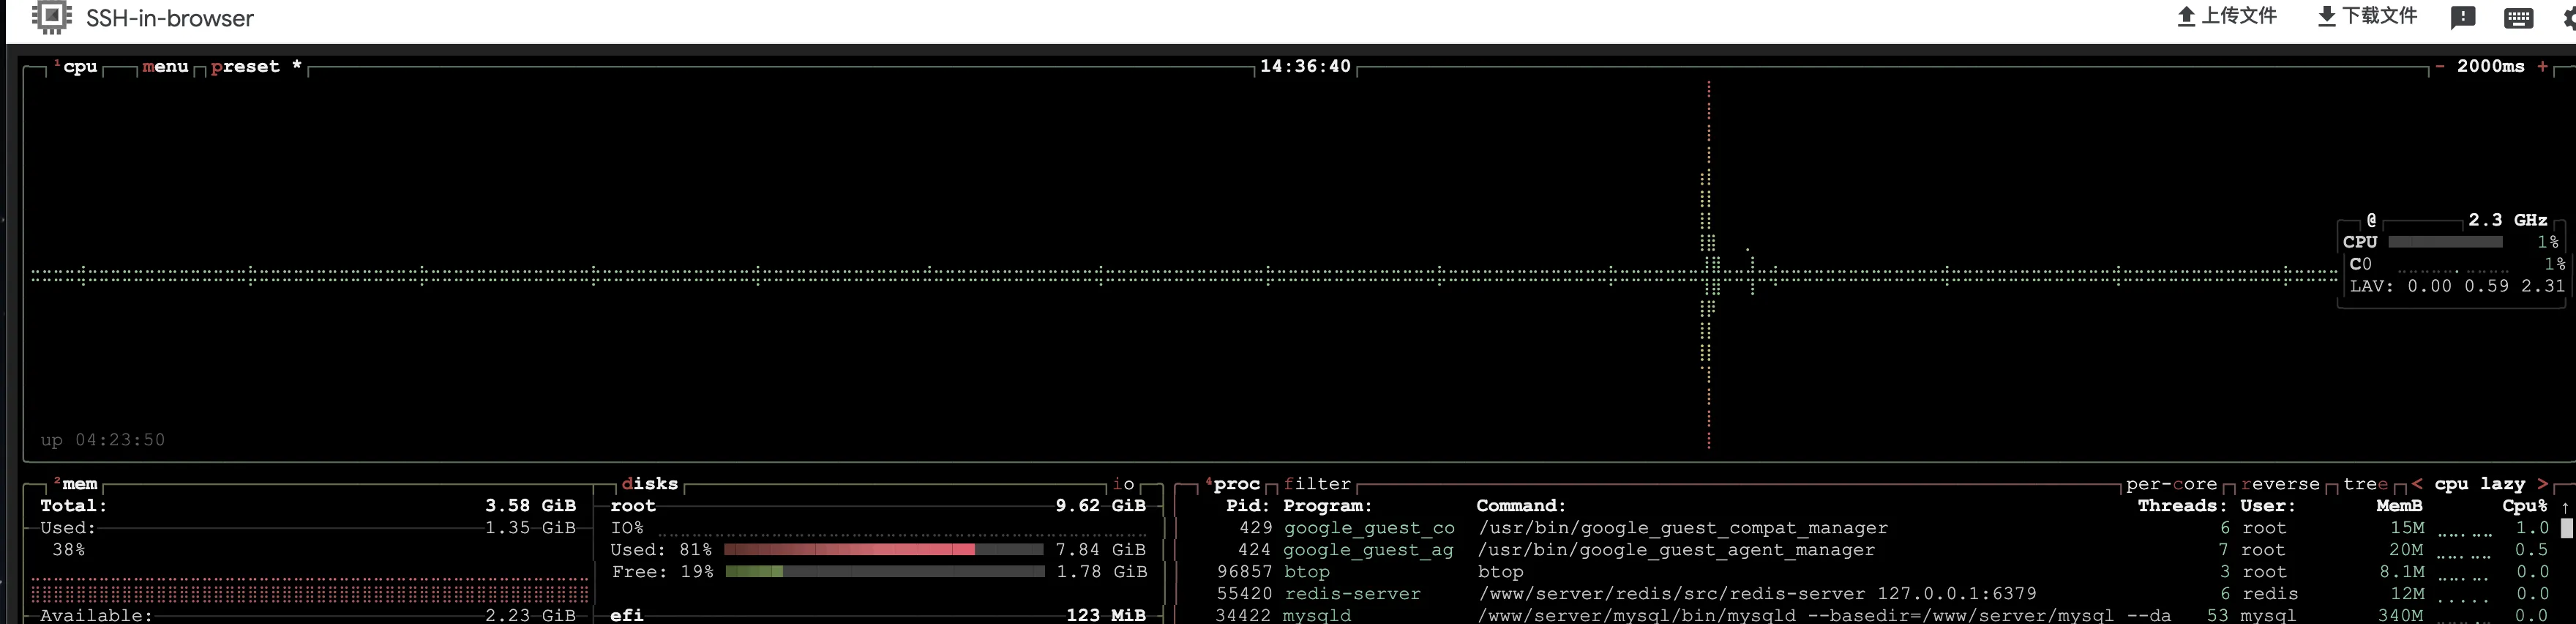 SSH-in-browser 上传文件 下载文件
¹cpu menu preset * 14:36:40 - 2000ms +
@ 2.3 GHz
CPU 1%
C0 1%
LAV: 0.00 0.59 2.31
up 04:23:50
²mem
Total: 3.58 GiB
Used: 1.35 GiB
38%
Available: 2.23 GiB
disks io
root 9.62 GiB
IO%
Used: 81% 7.84 GiB
Free: 19% 1.78 GiB
efi 123 MiB
⁴proc filter per-core reverse tree < cpu lazy >
Pid: Program: Command: Threads: User: MemB Cpu% ↑
429 google_guest_co /usr/bin/google_guest_compat_manager 6 root 15M 1.0
424 google_guest_ag /usr/bin/google_guest_agent_manager 7 root 20M 0.5
96857 btop btop 3 root 8.1M 0.0
55420 redis-server /www/server/redis/src/redis-server 127.0.0.1:6379 6 redis 12M 0.0
34422 mysqld /www/server/mysql/bin/mysqld --basedir=/www/server/mysql --da 53 mysql 340M 0.0